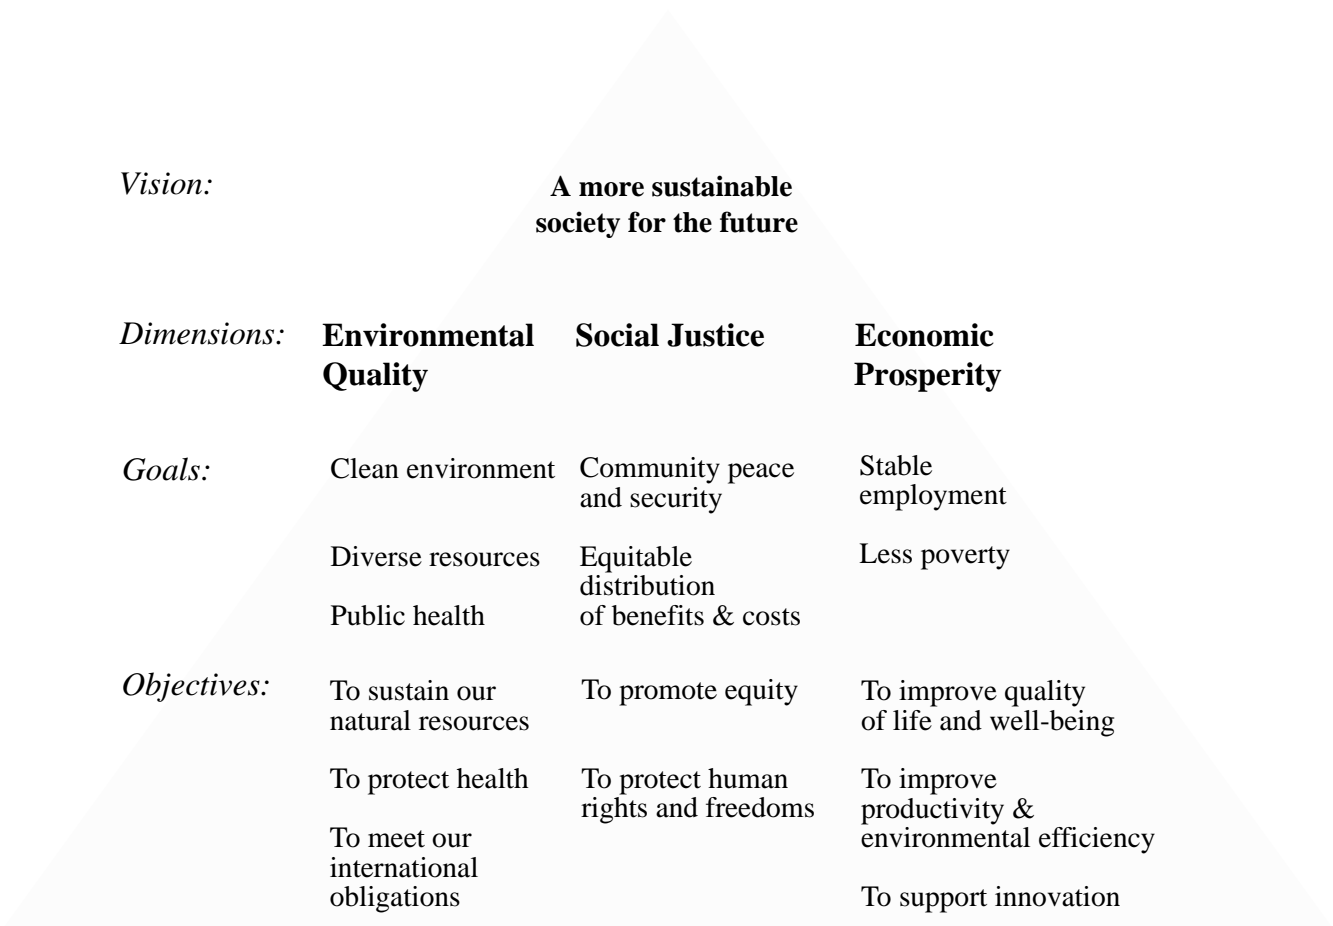 Vision:
A more sustainable
society for the future
Dimensions:
Environmental
Quality
Social Justice
Economic
Prosperity
Goals:
Clean environment
Diverse resources
Public health
Community peace
and security
Equitable
distribution
of benefits & costs
Stable
employment
Less poverty
Objectives:
To sustain our
natural resources
To protect health
To meet our
international
obligations
To promote equity
To protect human
rights and freedoms
To improve quality
of life and well-being
To improve
productivity &
environmental efficiency
To support innovation